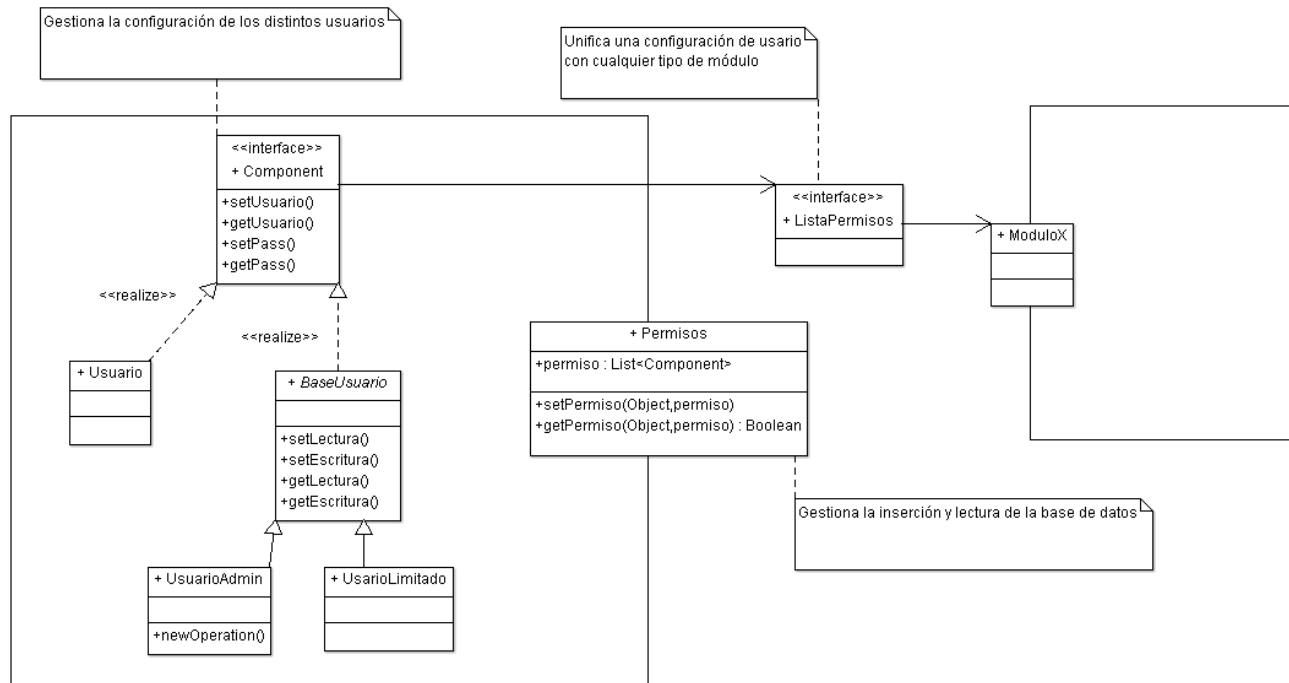 Gestiona la configuración de los distintos usuarios
Unifica una configuración de usario
con cualquier tipo de módulo
<<interface>>
+ Component
+setUsuario()
+getUsuario()
+setPass()
+getPass()
<<interface>>
+ ListaPermisos
+ ModuloX
<<realize>>
<<realize>>
+ Usuario
+ BaseUsuario
+setLectura()
+setEscritura()
+getLectura()
+getEscritura()
+ Permisos
+permiso : List<Component>
+setPermiso(Object,permiso)
+getPermiso(Object,permiso) : Boolean
Gestiona la inserción y lectura de la base de datos
+ UsuarioAdmin
+newOperation()
+ UsarioLimitado